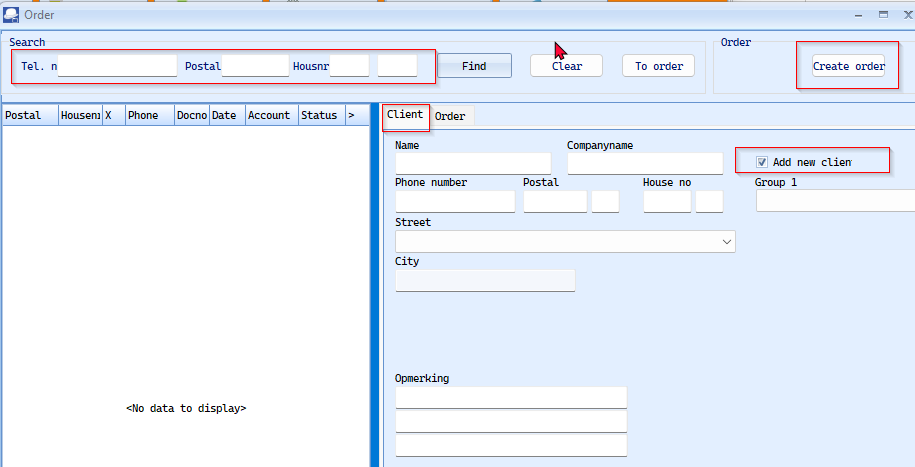 Order
Search
Order
Tel. n Postal Housnr Find Clear To order Create order
Postal Housen X Phone Docno Date Account Status >
Client Order
Name Companyname
Add new clien
Phone number Postal House no Group 1
Street
City
Opmerking
<No data to display>